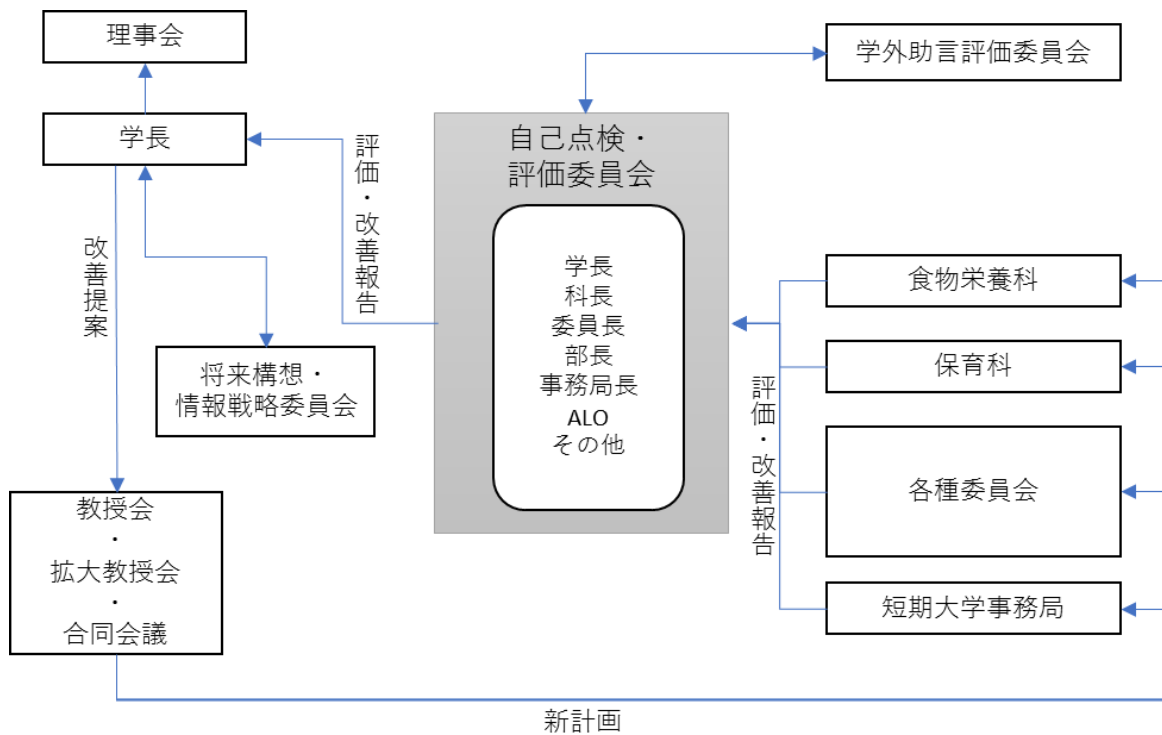 理事会
学外助言評価委員会
学長
自己点検・
評価委員会
評価・改善報告
改善提案
学長
科長
委員長
部長
事務局長
ALO
その他
食物栄養科
保育科
将来構想・
情報戦略委員会
評価・改善報告
各種委員会
教授会
・
拡大教授会
・
合同会議
短期大学事務局
新計画